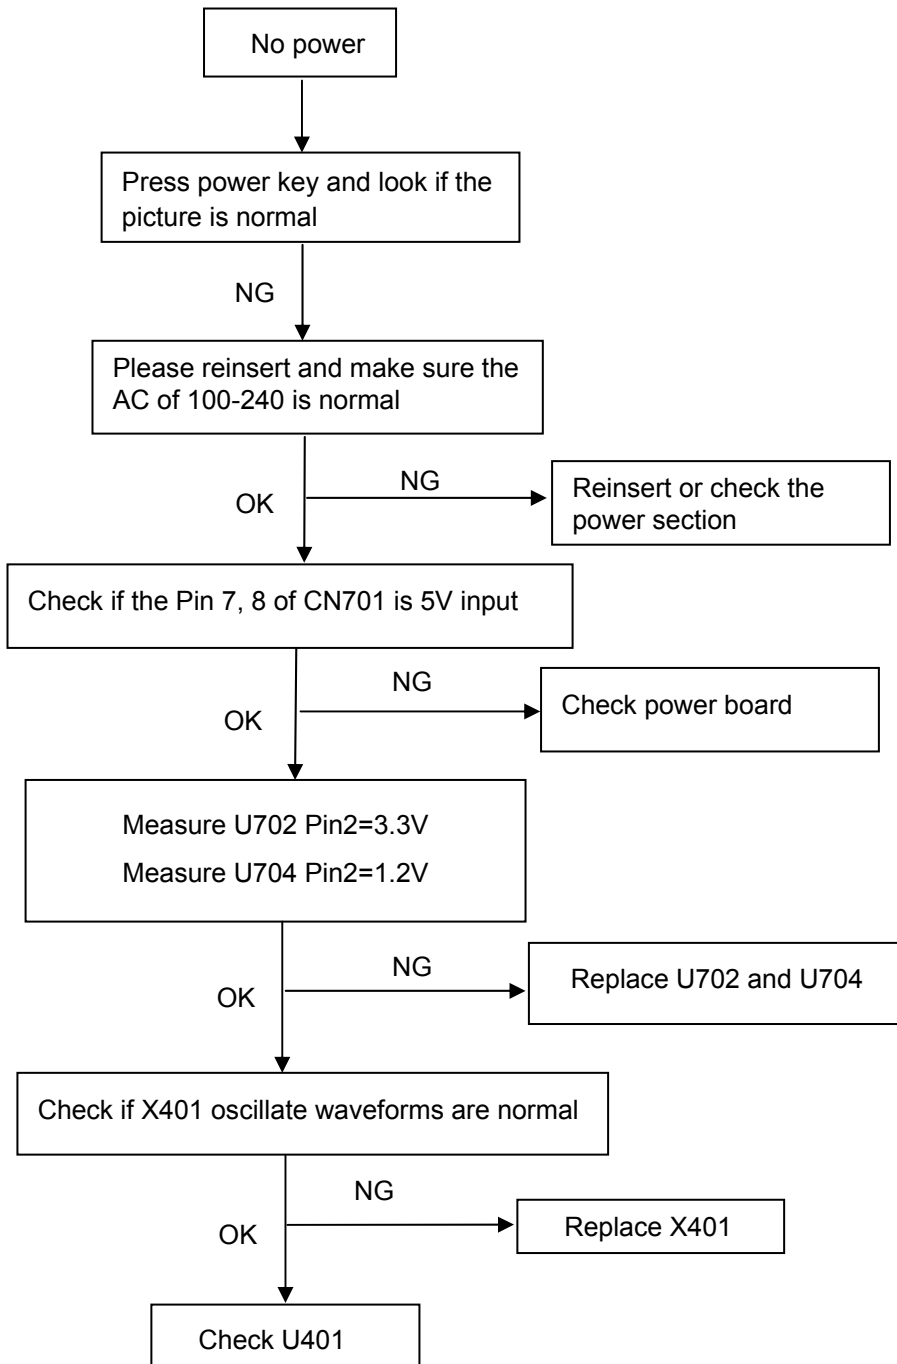 No power
Press power key and look if the
picture is normal
NG
Please reinsert and make sure the
AC of 100-240 is normal
NG
OK
Reinsert or check the
power section
Check if the Pin 7, 8 of CN701 is 5V input
NG
OK
Check power board
Measure U702 Pin2=3.3V
Measure U704 Pin2=1.2V
NG
OK
Replace U702 and U704
Check if X401 oscillate waveforms are normal
NG
OK
Replace X401
Check U401